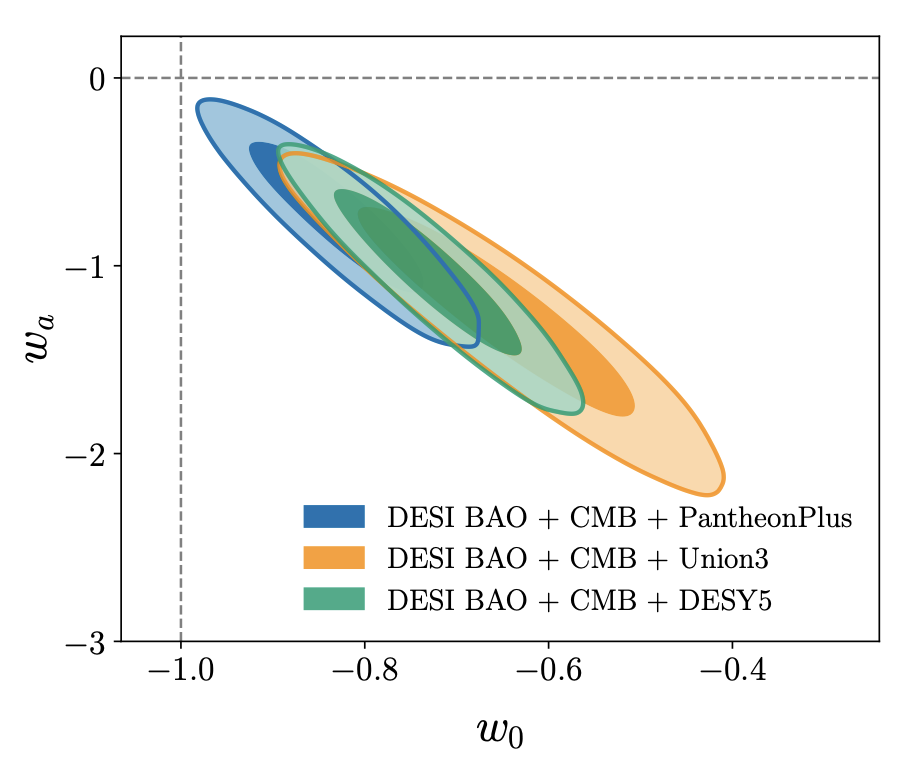 0
−1
−2
−3
w_a
−1.0 −0.8 −0.6 −0.4
w_0
DESI BAO + CMB + PantheonPlus
DESI BAO + CMB + Union3
DESI BAO + CMB + DESY5